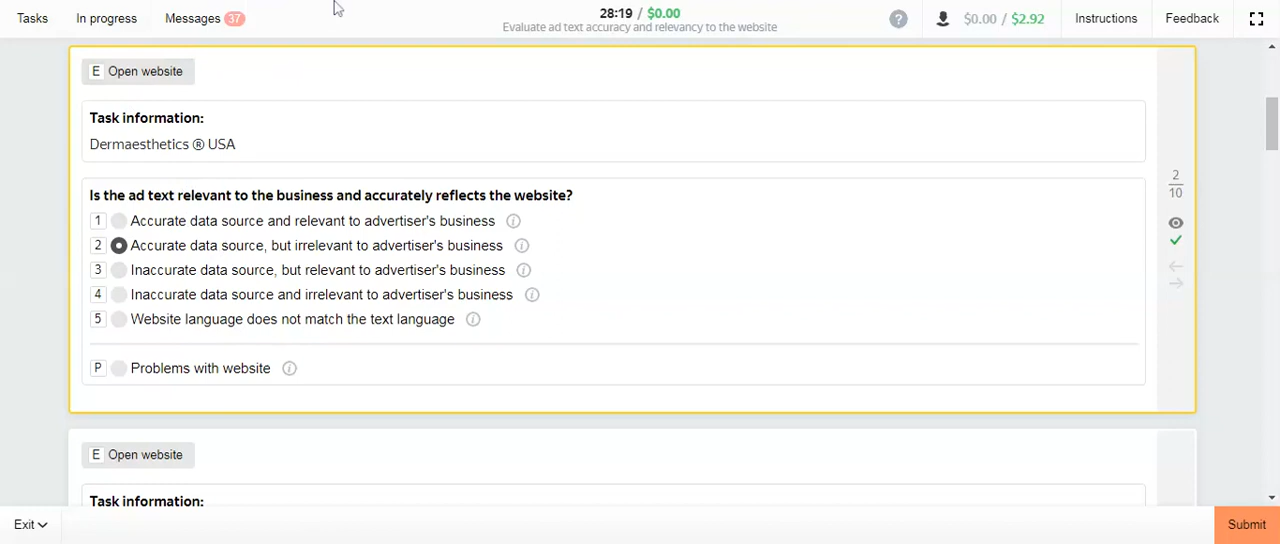 Tasks
In progress
Messages 37
28:19 / $0.00
Evaluate ad text accuracy and relevancy to the website
?
$0.00 / $2.92
Instructions
Feedback
E Open website
Task information:
Dermaesthetics ® USA
Is the ad text relevant to the business and accurately reflects the website?
1 Accurate data source and relevant to advertiser's business
2 Accurate data source, but irrelevant to advertiser's business
3 Inaccurate data source, but relevant to advertiser's business
4 Inaccurate data source and irrelevant to advertiser's business
5 Website language does not match the text language
P Problems with website
2
10
E Open website
Task information:
Exit
Submit